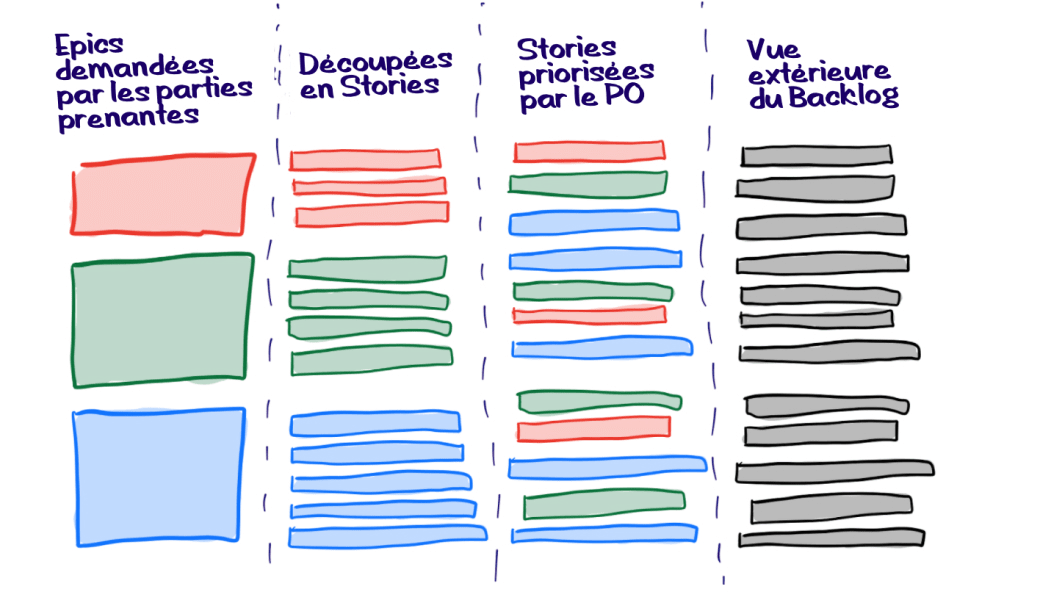 Epics
demandées
par les parties
prenantes
Découpées
en Stories
Stories
priorisées
par le PO
Vue
extérieure
du Backlog